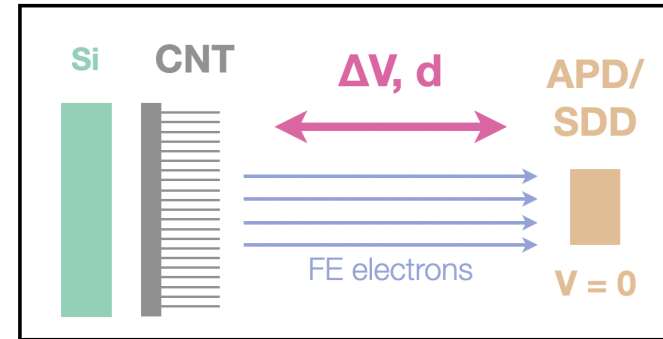 Si
CNT
ΔV, d
APD/
SDD
FE electrons
V = 0